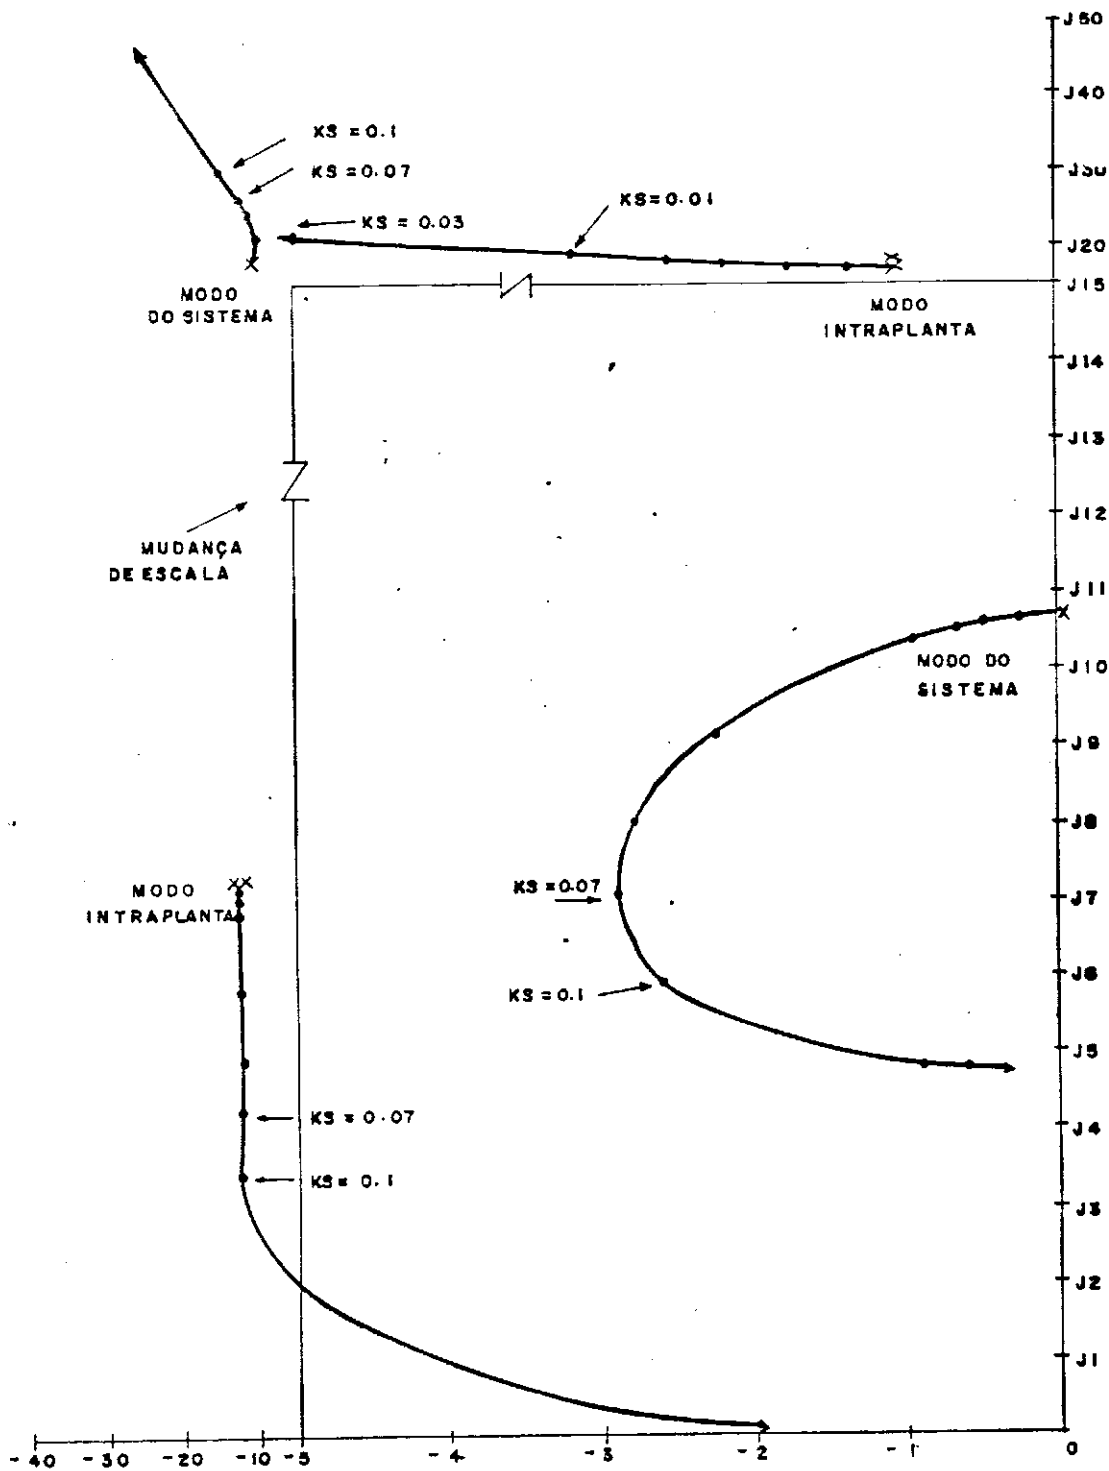 J50
J40
KS = 0.1
KS = 0.07
J30
KS = 0.01
KS = 0.03
J20
J15
MODO
DO SISTEMA
MODO
INTRAPLANTA
J14
J13
J12
MUDANÇA
DE ESCALA
J11
MODO DO
SISTEMA
J10
J9
J8
MODO
INTRAPLANTA
KS = 0.07
J7
KS = 0.1
J6
J5
KS = 0.07
J4
KS = 0.1
J3
J2
J1
-40 -30 -20 -10 -5 -4 -3 -2 -1 0